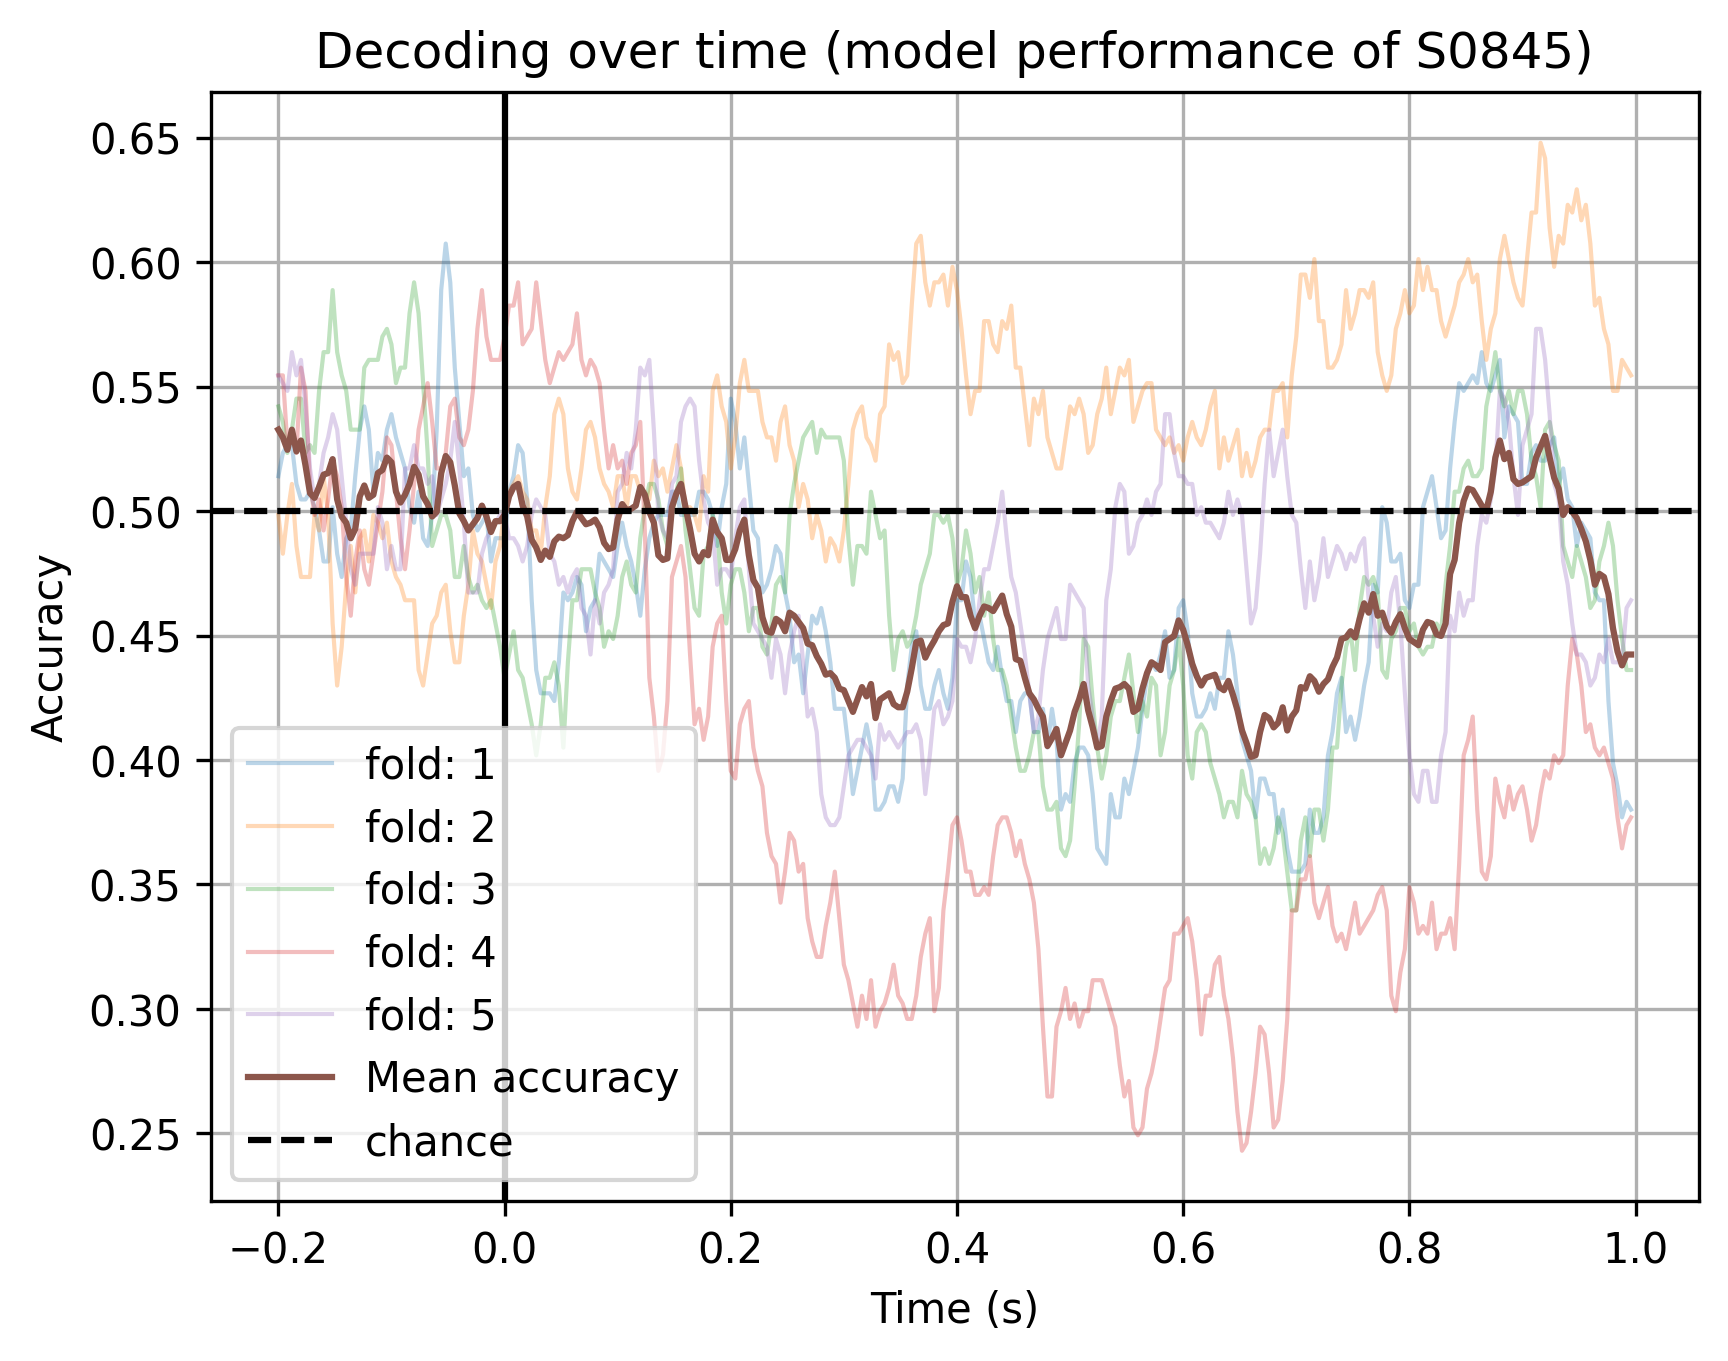 Decoding over time (model performance of S0845)
0.65
0.60
0.55
0.50
0.45
0.40
0.35
0.30
0.25
Accuracy
fold: 1
fold: 2
fold: 3
fold: 4
fold: 5
Mean accuracy
chance
−0.2 0.0 0.2 0.4 0.6 0.8 1.0
Time (s)